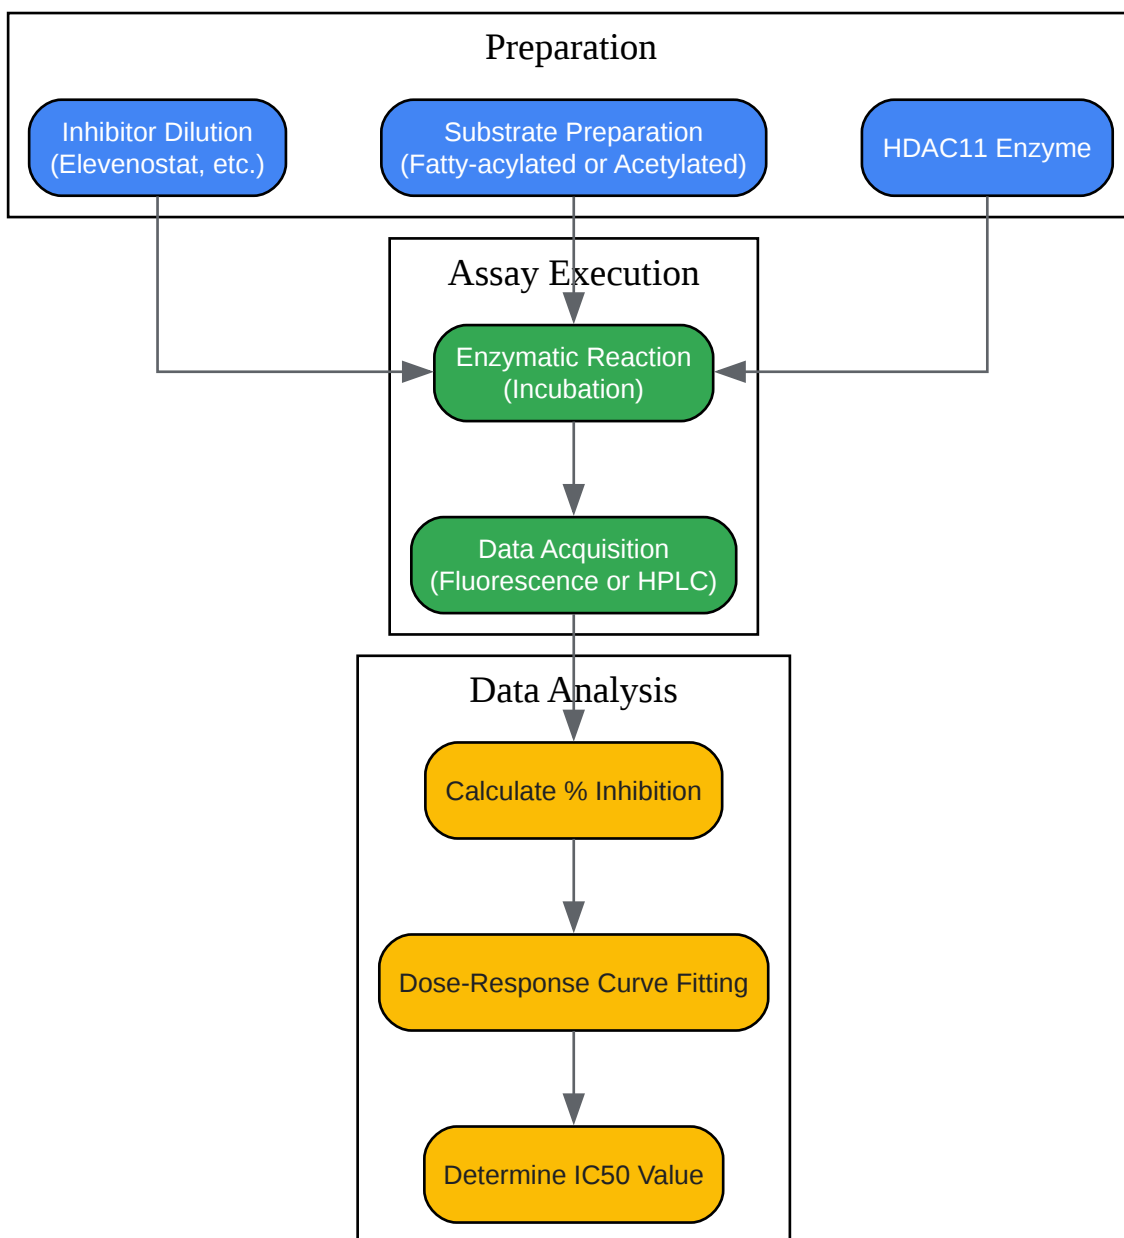 Preparation
Inhibitor Dilution
(Elevenostat, etc.)
Substrate Preparation
(Fatty-acylated or Acetylated)
HDAC11 Enzyme
Assay Execution
Enzymatic Reaction
(Incubation)
Data Acquisition
(Fluorescence or HPLC)
Data Analysis
Calculate % Inhibition
Dose-Response Curve Fitting
Determine IC50 Value